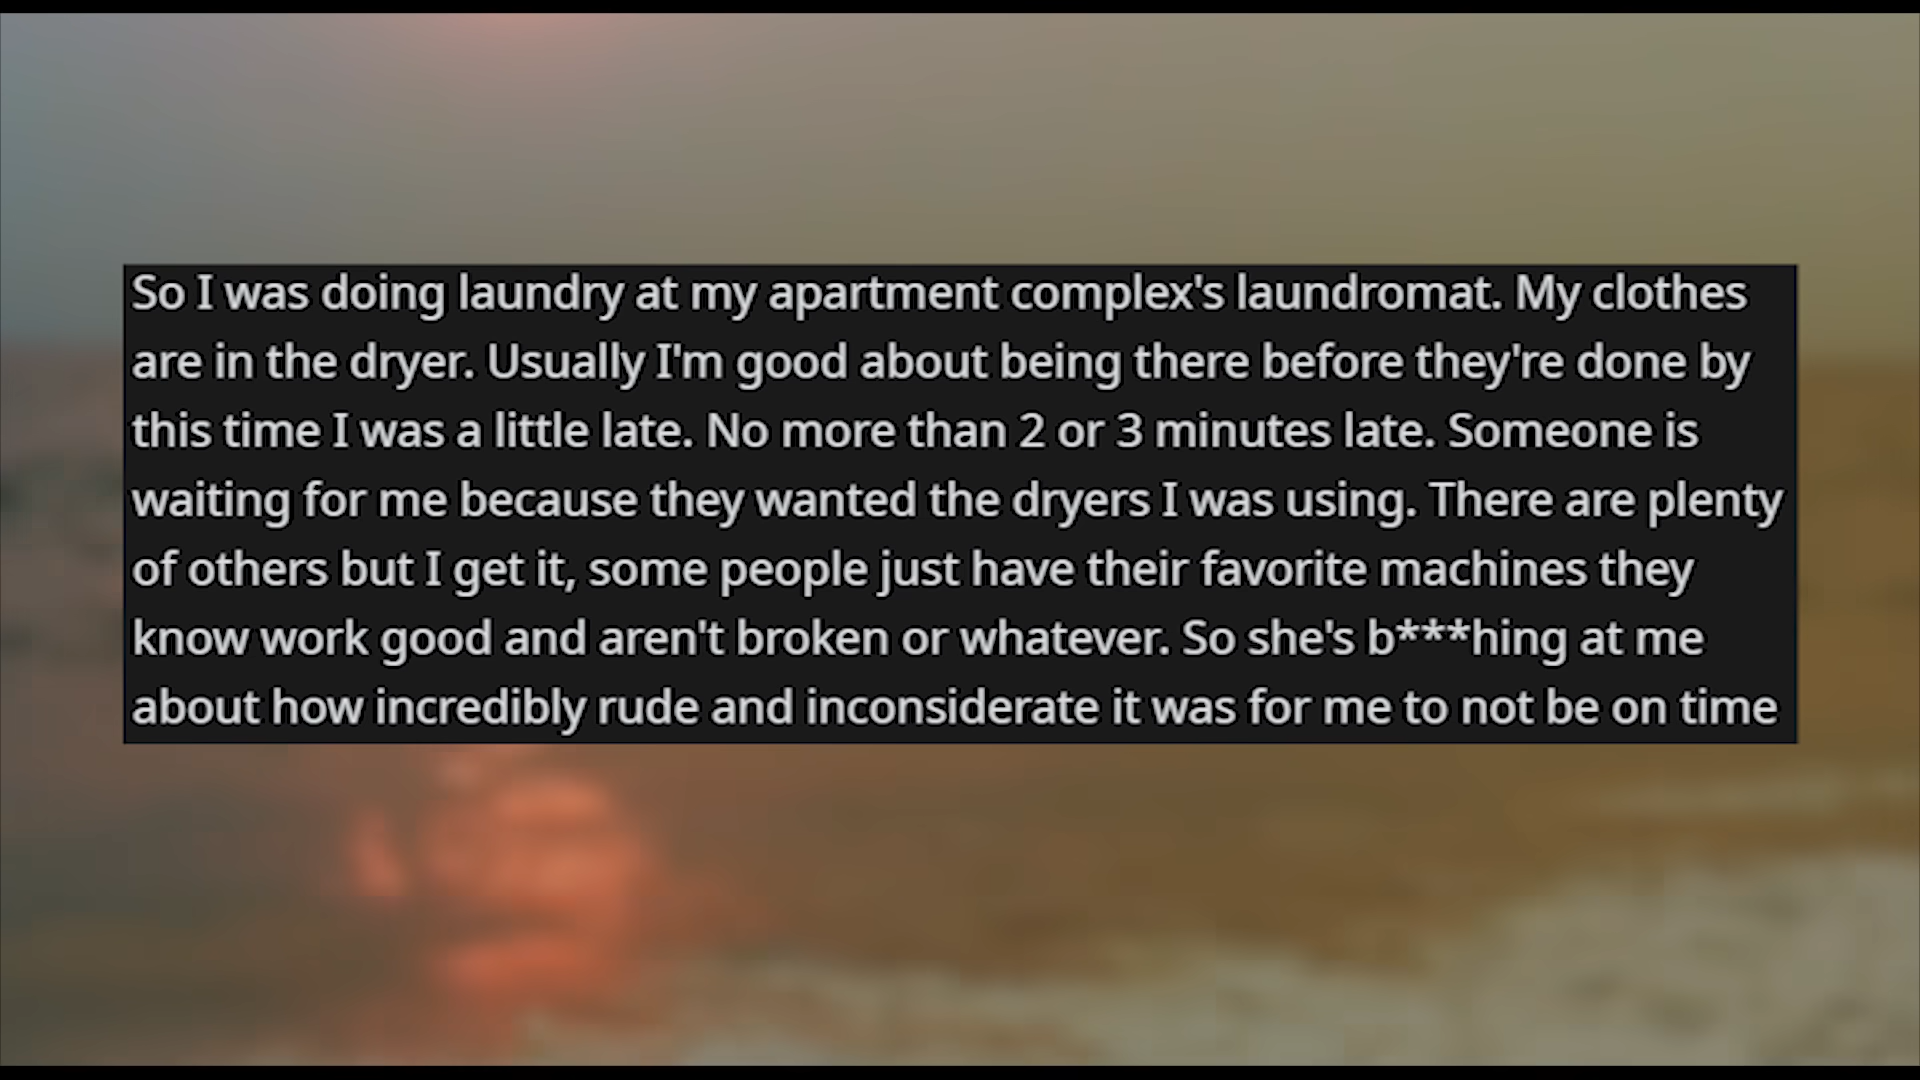 So I was doing laundry at my apartment complex's laundromat. My clothes
are in the dryer. Usually I'm good about being there before they're done by
this time I was a little late. No more than 2 or 3 minutes late. Someone is
waiting for me because they wanted the dryers I was using. There are plenty
of others but I get it, some people just have their favorite machines they
know work good and aren't broken or whatever. So she's b***hing at me
about how incredibly rude and inconsiderate it was for me to not be on time